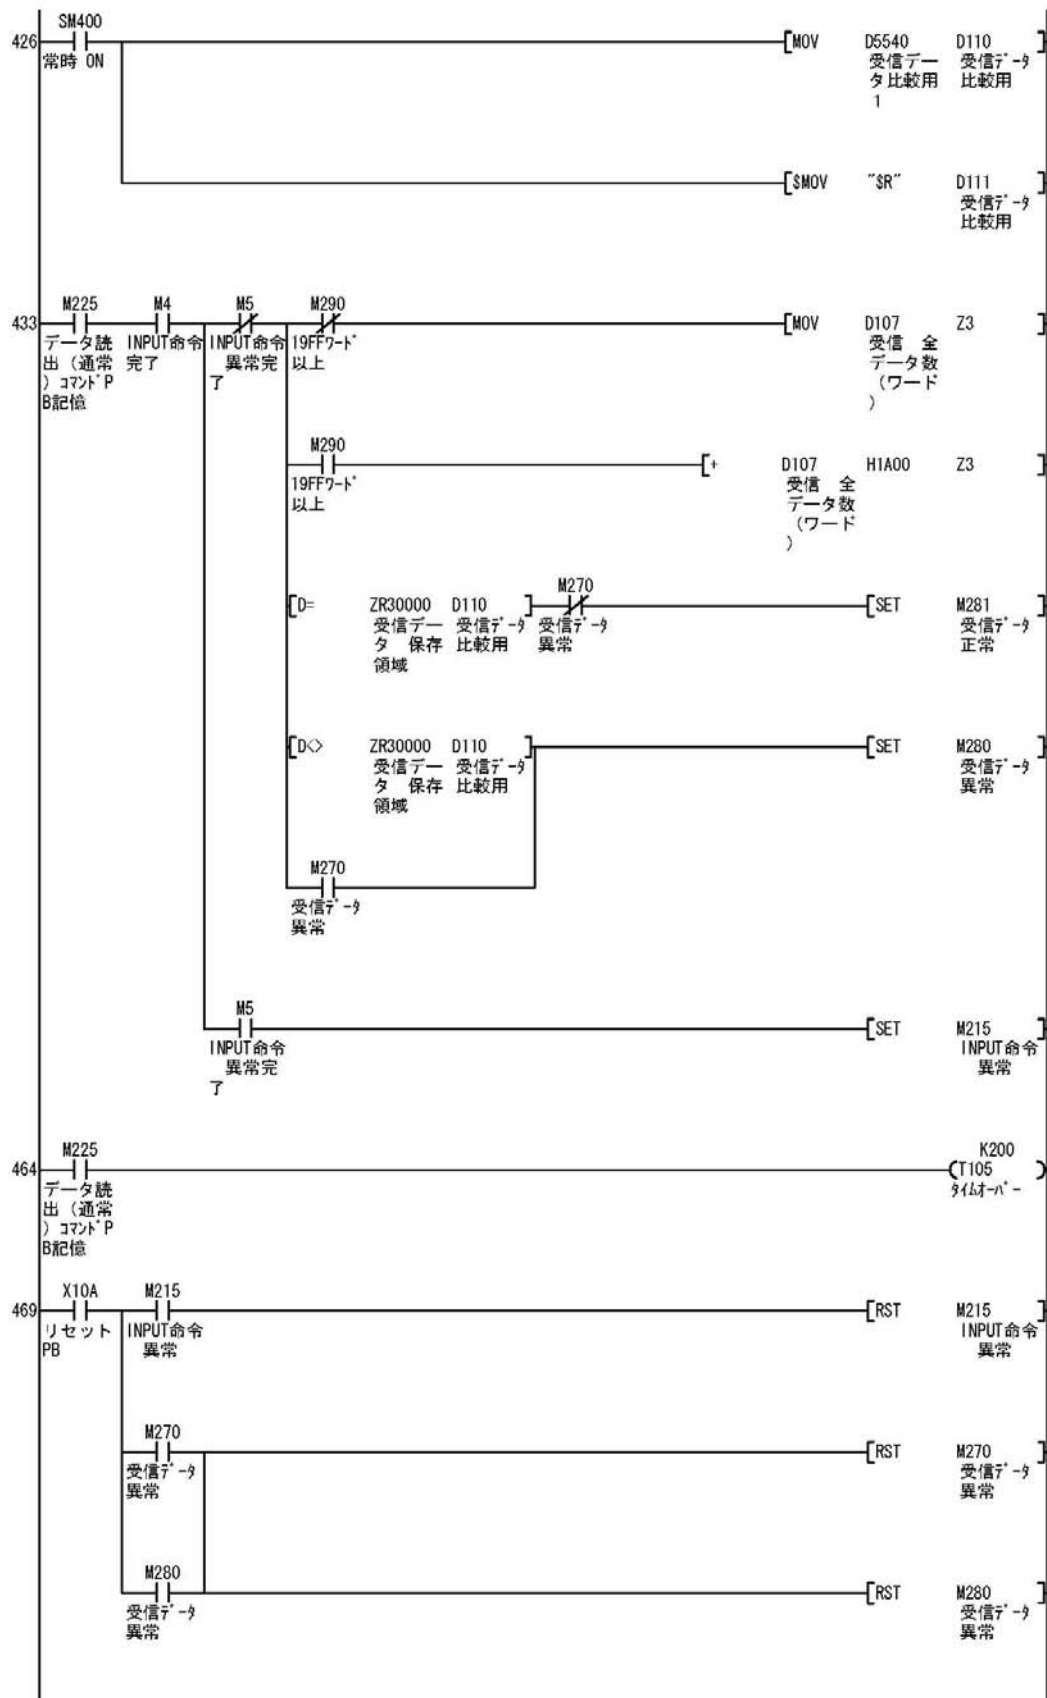 SM400
426
常時 ON
[MOV D5540 D110 ]
受信デー 受信ﾃﾞｰﾀ
タ比較用 比較用
1
[$MOV "$R" D111 ]
受信ﾃﾞｰﾀ
比較用
M225 M4 M5 M290
433
[MOV D107 Z3 ]
データ読 INPUT命令 INPUT命令 19FFﾜｰﾄﾞ
出（通常 完了 異常完 以上
）ｺﾏﾝﾄﾞP 了
B記憶
受信 全
データ数
（ワード
）
M290
[+ D107 H1A00 Z3 ]
19FFﾜｰﾄﾞ
以上
受信 全
データ数
（ワード
）
M270
[D= ZR30000 D110 ] [SET M281 ]
受信デー 受信ﾃﾞｰﾀ 受信ﾃﾞｰﾀ 受信ﾃﾞｰﾀ
タ 保存 比較用 異常 正常
領域
[D<> ZR30000 D110 ] [SET M280 ]
受信デー 受信ﾃﾞｰﾀ 受信ﾃﾞｰﾀ
タ 保存 比較用 異常
領域
M270
受信ﾃﾞｰﾀ
異常
M5
[SET M215 ]
INPUT命令 INPUT命令
異常完 異常
了
M225 K200
464
(T105 )
データ読 ﾀｲﾑｵｰﾊﾞｰ
出（通常
）ｺﾏﾝﾄﾞP
B記憶
X10A M215
469
[RST M215 ]
リセット INPUT命令 INPUT命令
PB 異常 異常
M270
[RST M270 ]
受信ﾃﾞｰﾀ 受信ﾃﾞｰﾀ
異常 異常
M280
[RST M280 ]
受信ﾃﾞｰﾀ 受信ﾃﾞｰﾀ
異常 異常